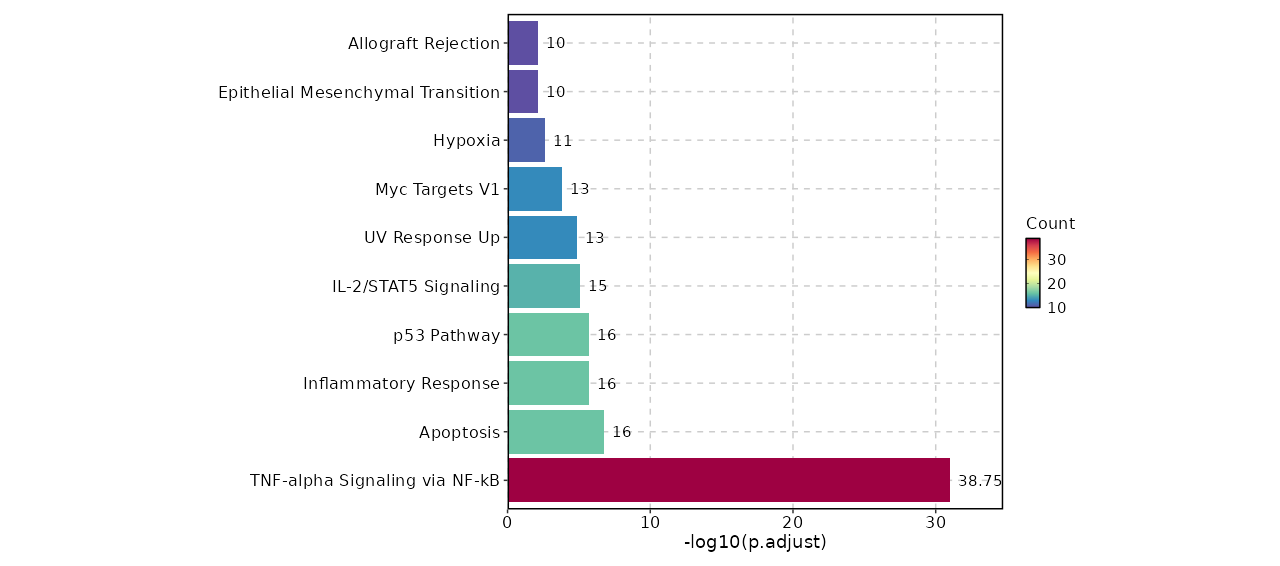 Allograft Rejection 10
Epithelial Mesenchymal Transition 10
Hypoxia 11
Myc Targets V1 13
UV Response Up 13
IL-2/STAT5 Signaling 15
p53 Pathway 16
Inflammatory Response 16
Apoptosis 16
TNF-alpha Signaling via NF-kB 38.75
0 10 20 30
-log10(p.adjust)
Count
30
20
10